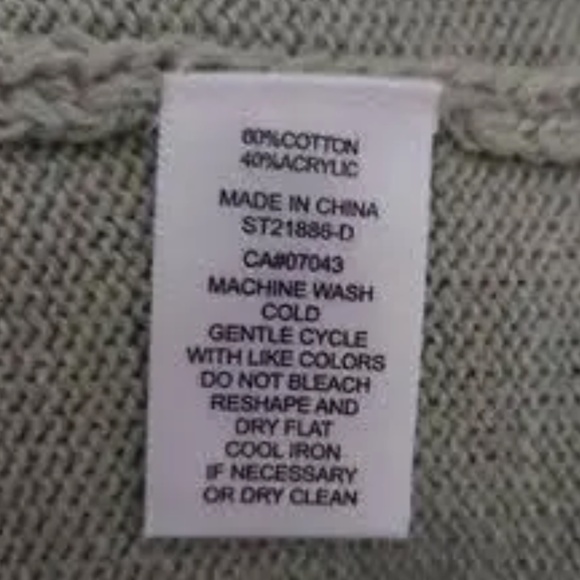 60%COTTON
40%ACRYLIC
MADE IN CHINA
ST21886-D
CA#07043
MACHINE WASH
COLD
GENTLE CYCLE
WITH LIKE COLORS
DO NOT BLEACH
RESHAPE AND
DRY FLAT
COOL IRON
IF NECESSARY
OR DRY CLEAN